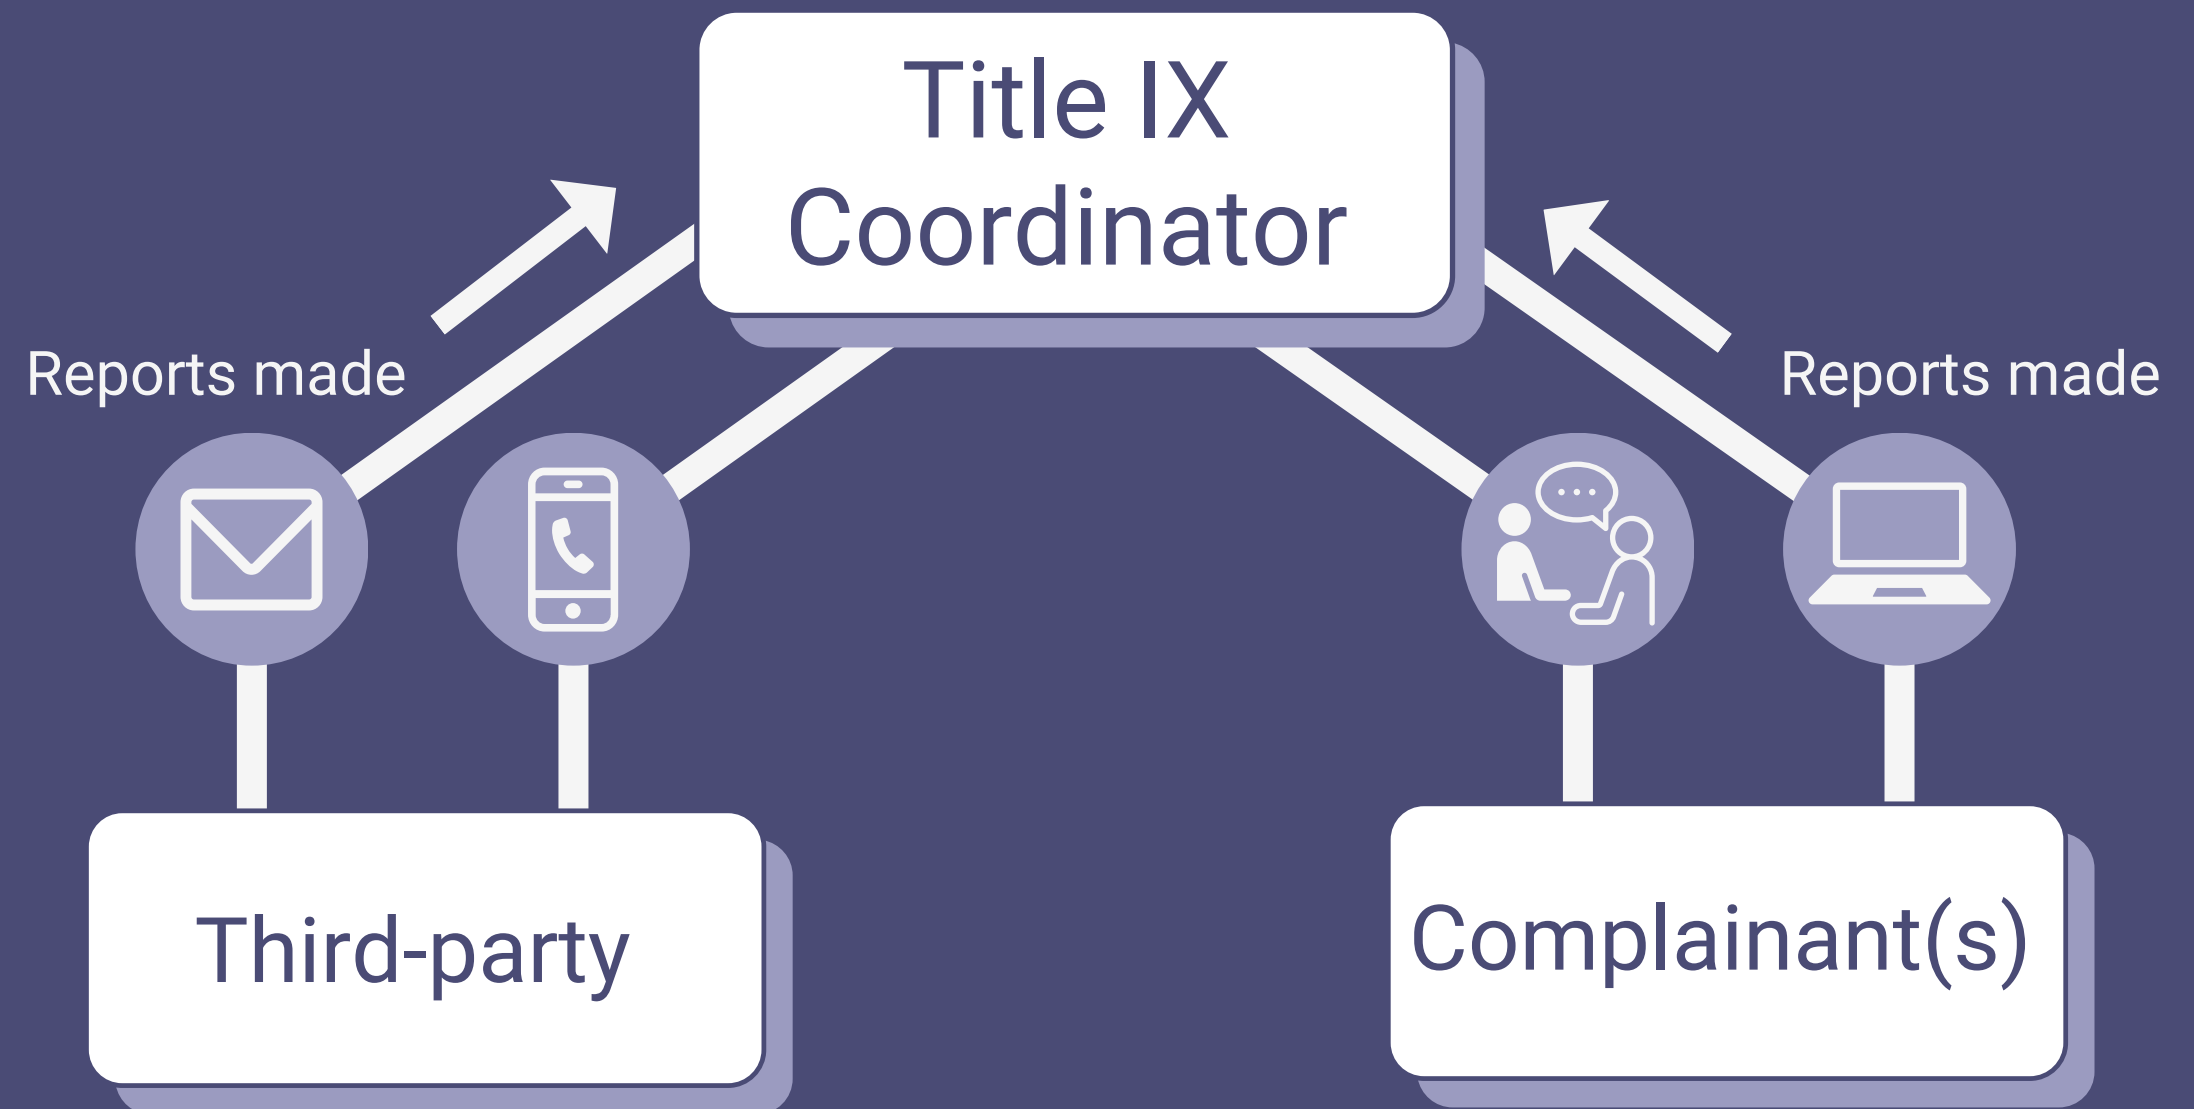 Title IX
Coordinator
Reports made
Reports made
Third-party
Complainant(s)